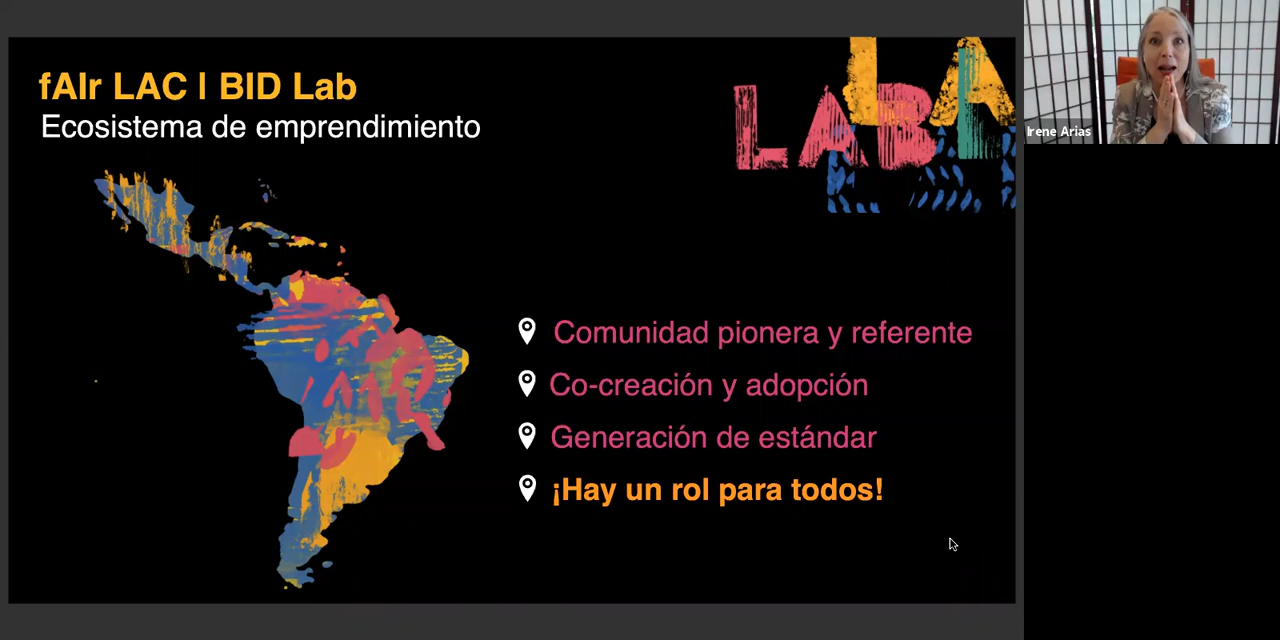 fAIr LAC | BID Lab
Ecosistema de emprendimiento
LAB
LAB
Irene Arias
Comunidad pionera y referente
Co-creación y adopción
Generación de estándar
¡Hay un rol para todos!